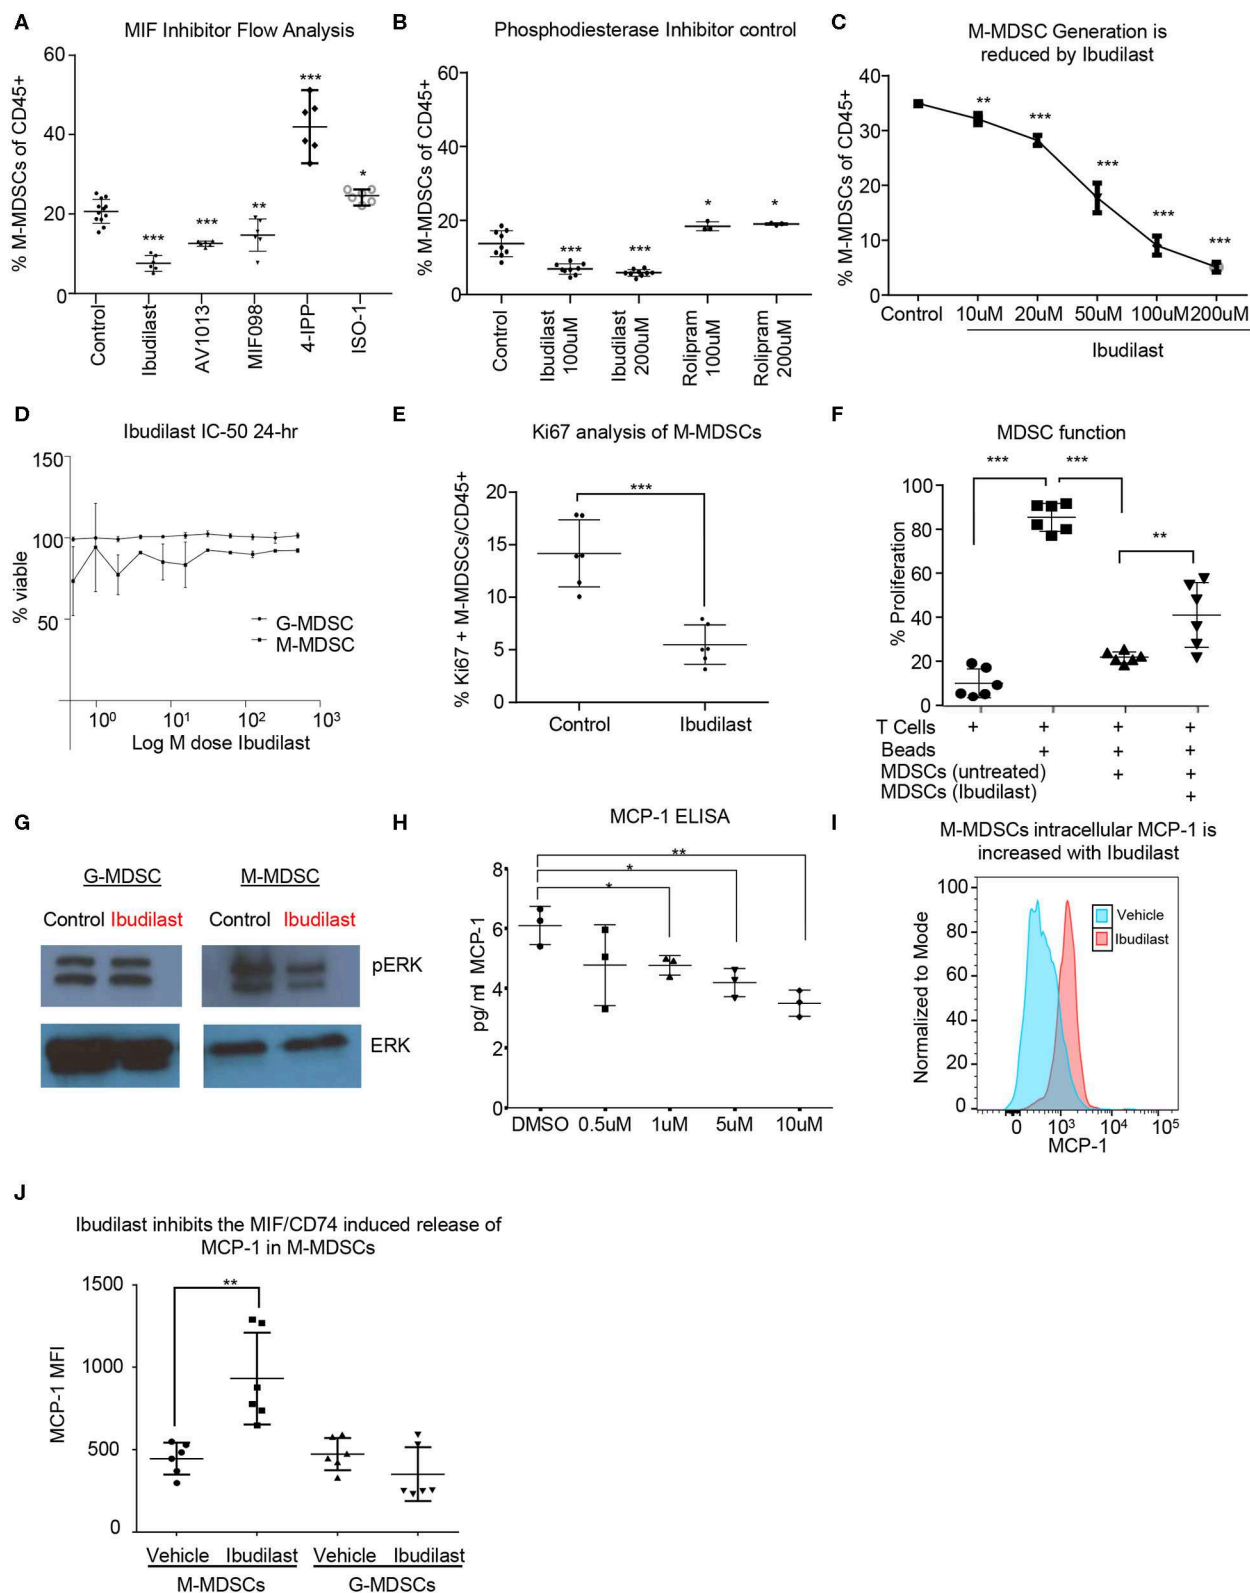 A
MIF Inhibitor Flow Analysis
% M-MDSCs of CD45+
60
40
20
0
***
***
**
***
*
Control
Ibudilast
AV1013
MIF098
4-IPP
ISO-1
B
Phosphodiesterase Inhibitor control
% M-MDSCs of CD45+
60
40
20
0
***
***
*
*
Control
Ibudilast
100uM
Ibudilast
200uM
Rolipram
100uM
Rolipram
200uM
C
M-MDSC Generation is
reduced by Ibudilast
% M-MDSCs of CD45+
40
30
20
10
0
**
***
***
***
***
Control 10uM 20uM 50uM 100uM 200uM
Ibudilast
D
Ibudilast IC-50 24-hr
% viable
150
100
50
G-MDSC
M-MDSC
10⁰ 10¹ 10² 10³
Log M dose Ibudilast
E
Ki67 analysis of M-MDSCs
% Ki67 + M-MDSCs/CD45+
20
15
10
5
0
***
Control Ibudilast
F
MDSC function
*** ***
**
% Proliferation
100
80
60
40
20
0
T Cells + + + +
Beads + + +
MDSCs (untreated) + +
MDSCs (Ibudilast) +
G
G-MDSC M-MDSC
Control Ibudilast Control Ibudilast
pERK
ERK
H
MCP-1 ELISA
pg/ ml MCP-1
8
6
4
2
0
**
*
*
DMSO 0.5uM 1uM 5uM 10uM
I
M-MDSCs intracellular MCP-1 is
increased with Ibudilast
Normalized to Mode
100
80
60
40
20
0
Vehicle
Ibudilast
0 10³ 10⁴ 10⁵
MCP-1
J
Ibudilast inhibits the MIF/CD74 induced release of
MCP-1 in M-MDSCs
MCP-1 MFI
1500
1000
500
0
**
Vehicle Ibudilast Vehicle Ibudilast
M-MDSCs G-MDSCs